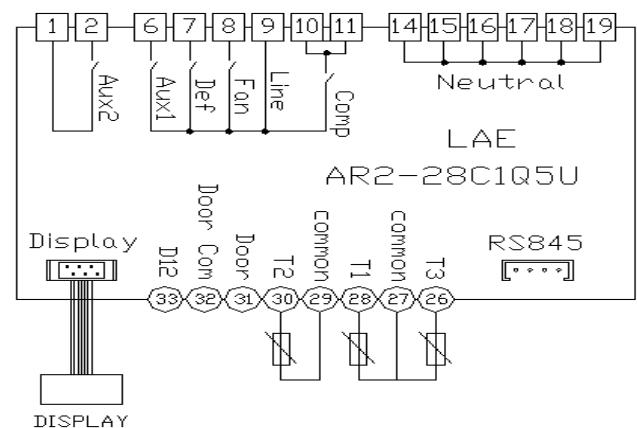 1 2 6 7 8 9 10 11 14 15 16 17 18 19
Aux2
Aux1
Def
Fan
Line
Comp
Neutral
LAE
AR2-28C1Q5U
Display
D12
Door Com
Door
T2
common
T1
common
T3
RS845
33 32 31 30 29 28 27 26
DISPLAY